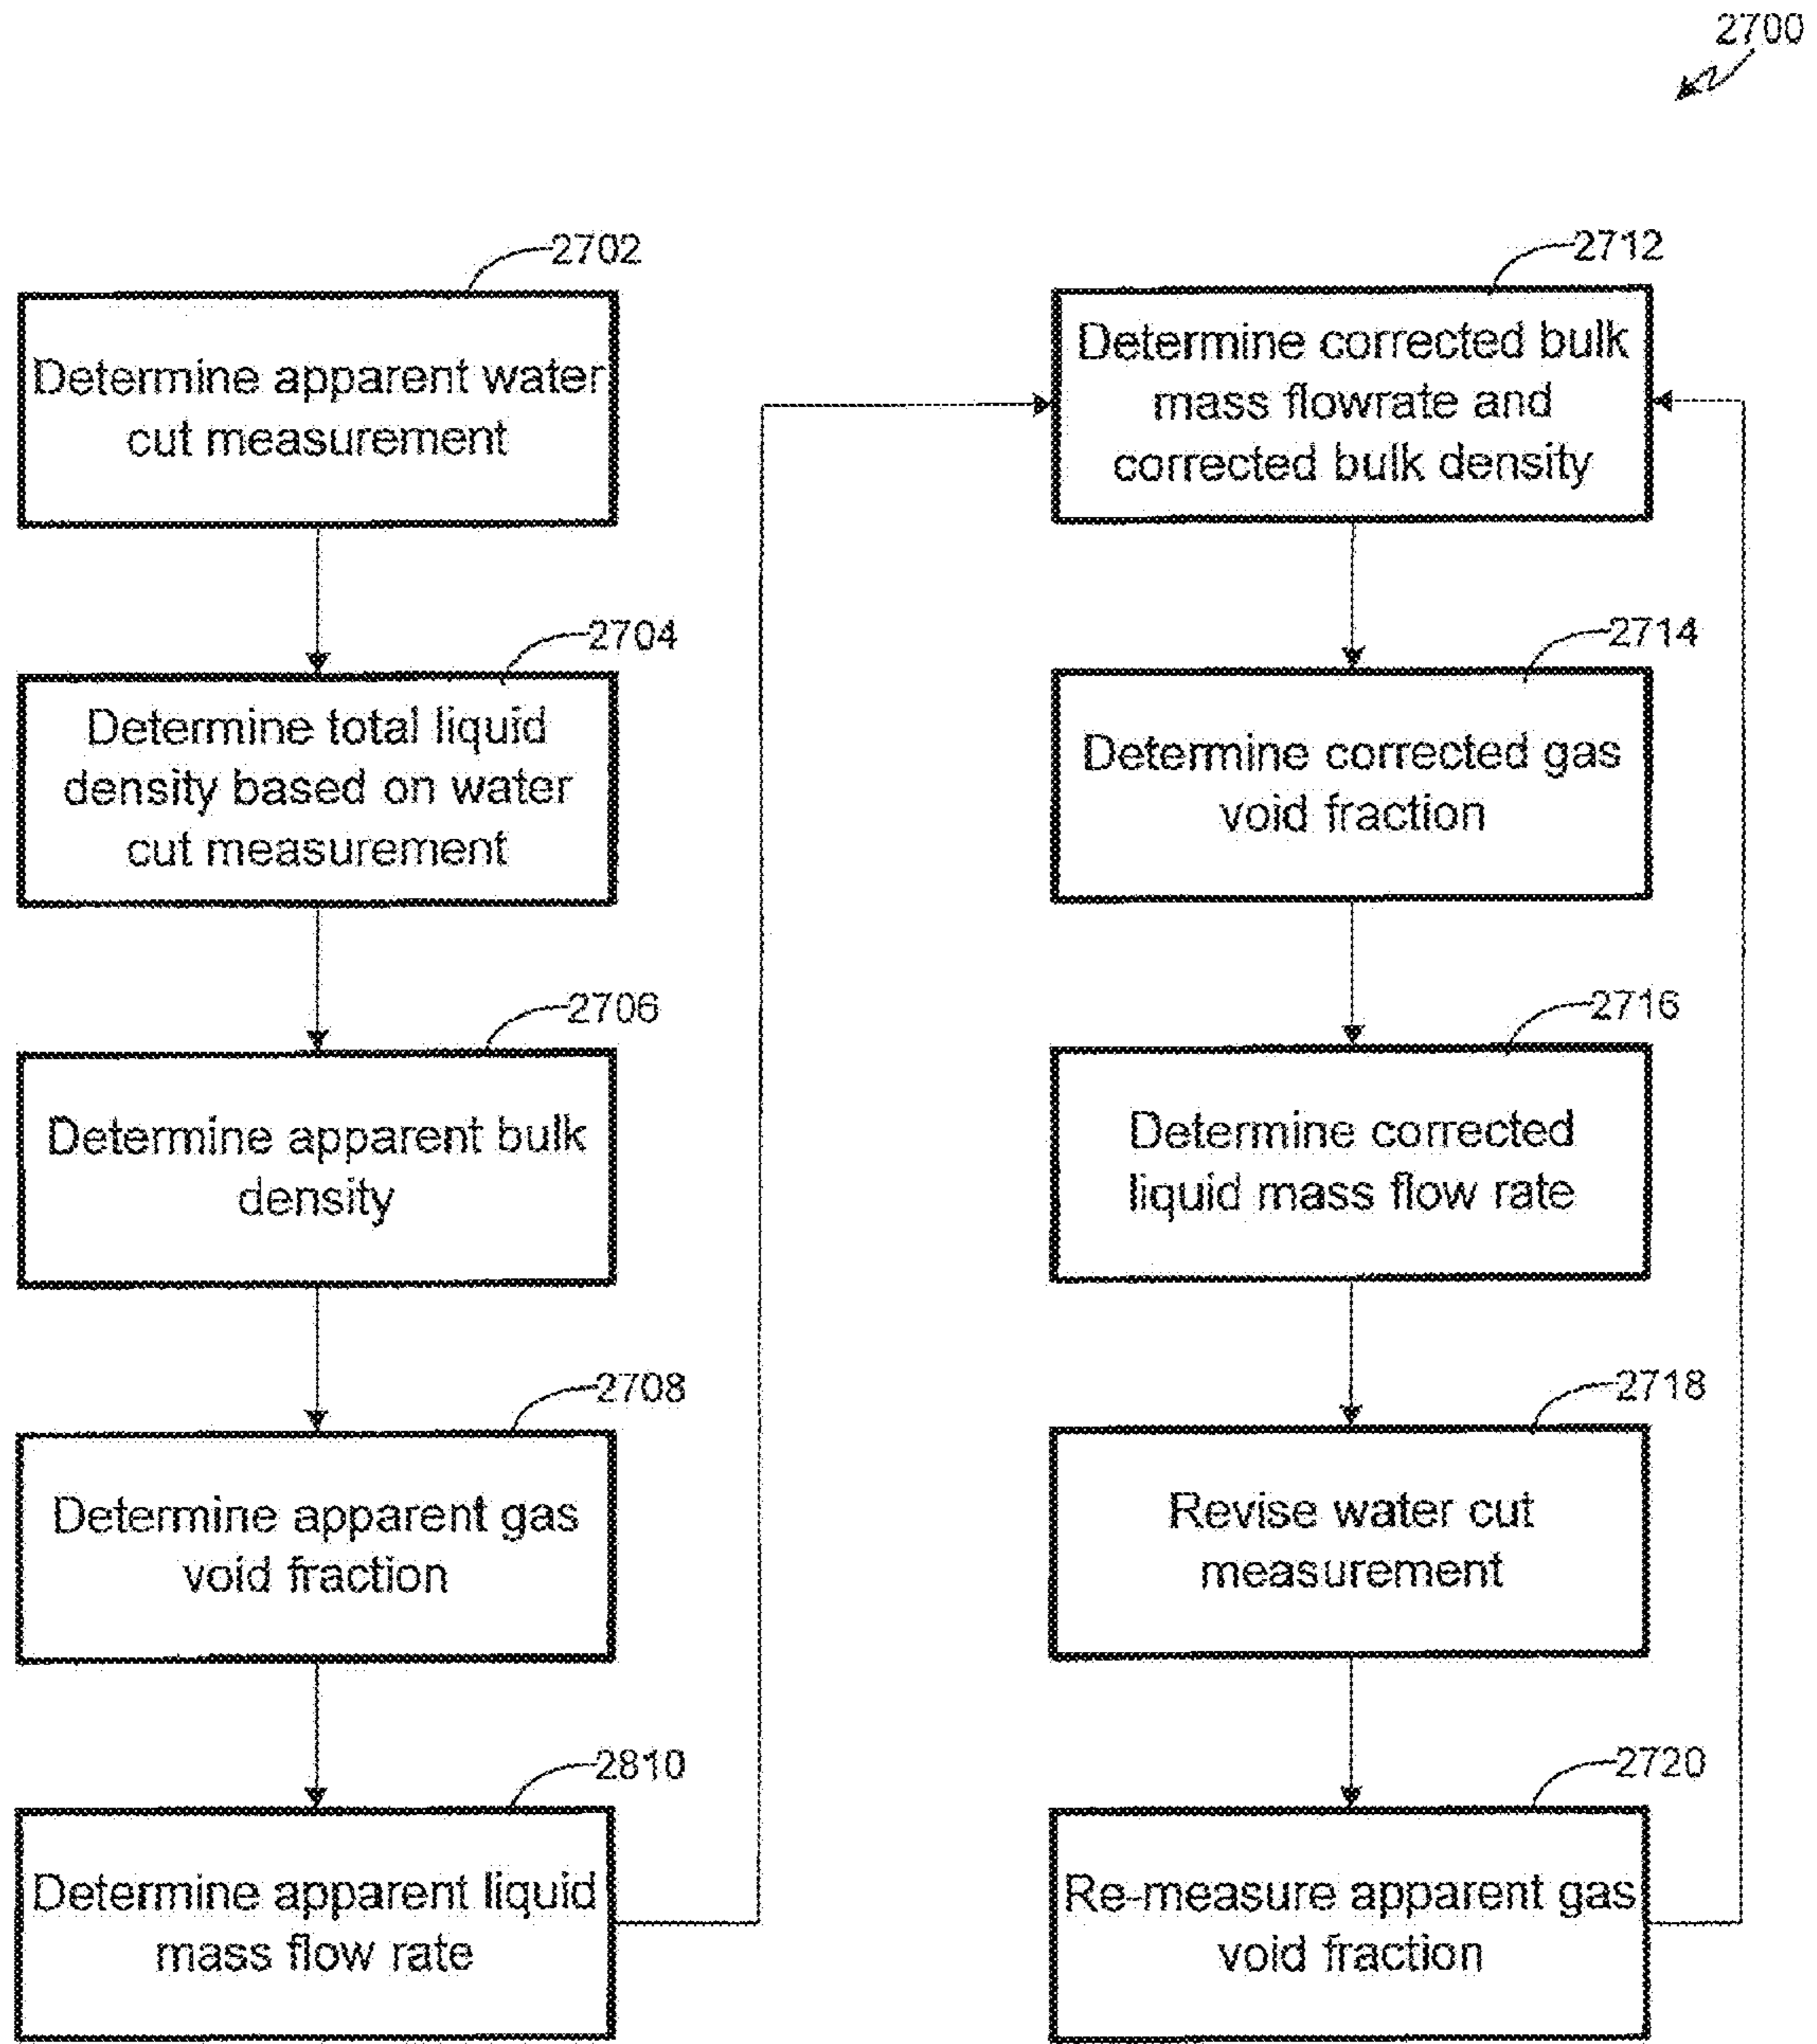 2700
2702
Determine apparent water
cut measurement
2704
Determine total liquid
density based on water
cut measurement
2706
Determine apparent bulk
density
2708
Determine apparent gas
void fraction
2810
Determine apparent liquid
mass flow rate
2712
Determine corrected bulk
mass flowrate and
corrected bulk density
2714
Determine corrected gas
void fraction
2716
Determine corrected
liquid mass flow rate
2718
Revise water cut
measurement
2720
Re-measure apparent gas
void fraction